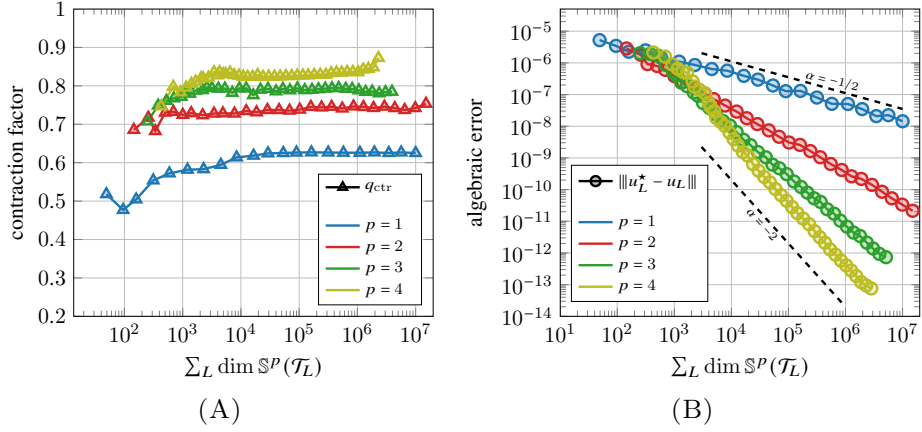 1
0.9
0.8
0.7
0.6
0.5
0.4
0.3
0.2
contraction factor
q_ctr
p = 1
p = 2
p = 3
p = 4
10^2 10^3 10^4 10^5 10^6 10^7
∑_L dim 𝕊^p(𝒯_L)
(A)
10^−5
10^−6
10^−7
10^−8
10^−9
10^−10
10^−11
10^−12
10^−13
10^−14
algebraic error
α = −1/2
|||u_L^★ − u_L|||
α = −2
p = 1
p = 2
p = 3
p = 4
10^1 10^2 10^3 10^4 10^5 10^6 10^7
∑_L dim 𝕊^p(𝒯_L)
(B)